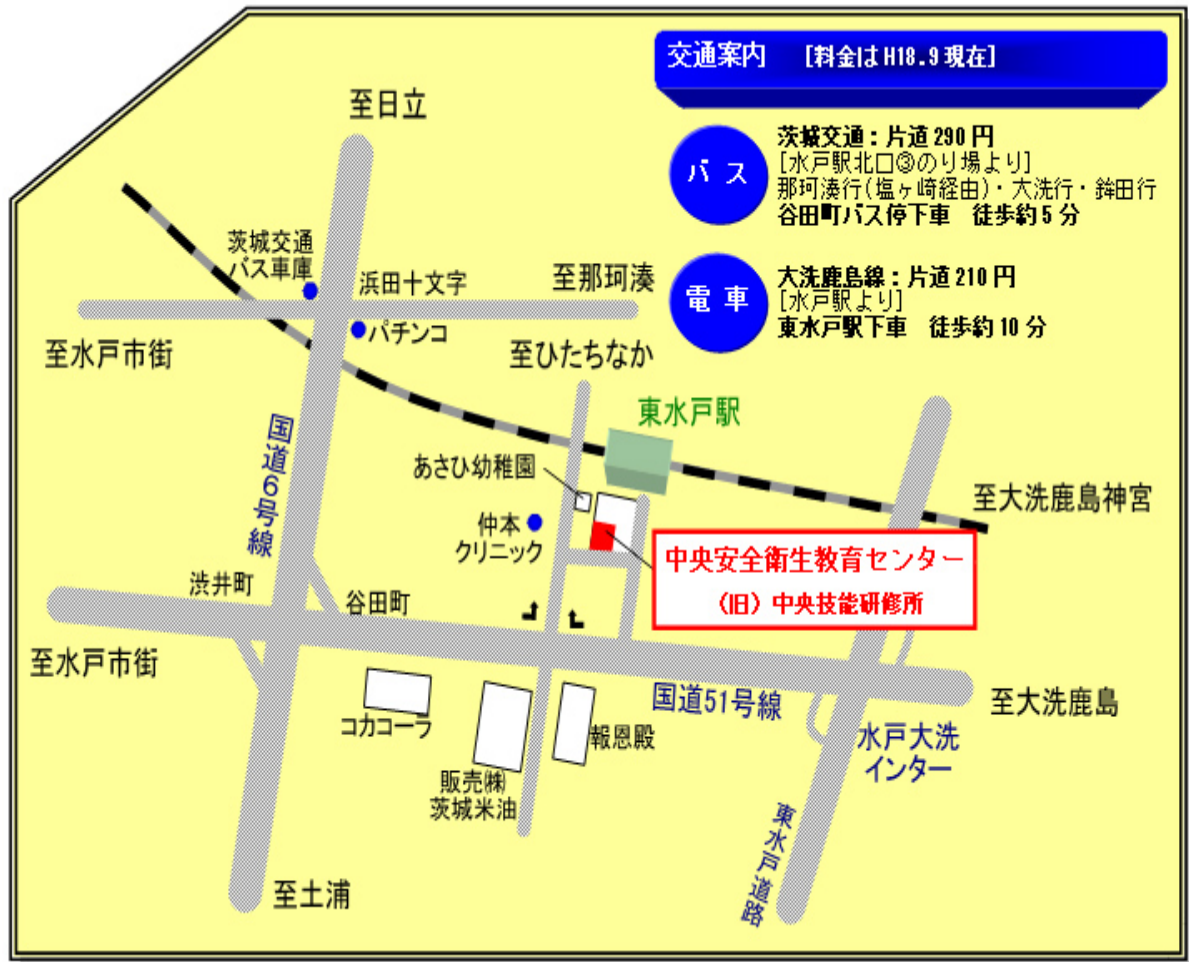 交通案内　[料金はH18.9現在]
バス
茨城交通：片道290円
[水戸駅北口③のり場より]
那珂湊行(塩ヶ崎経由)・大洗行・鉾田行
谷田町バス停下車　徒歩約5分
電車
大洗鹿島線：片道210円
[水戸駅より]
東水戸駅下車　徒歩約10分
至日立
茨城交通
バス車庫
浜田十文字
至那珂湊
パチンコ
至水戸市街
至ひたちなか
東水戸駅
国道6号線
あさひ幼稚園
至大洗鹿島神宮
仲本
クリニック
中央安全衛生教育センター
（旧）中央技能研修所
渋井町
谷田町
至水戸市街
国道51号線
至大洗鹿島
コカコーラ
報恩殿
水戸大洗
インター
販売㈱
茨城米油
東水戸道路
至土浦